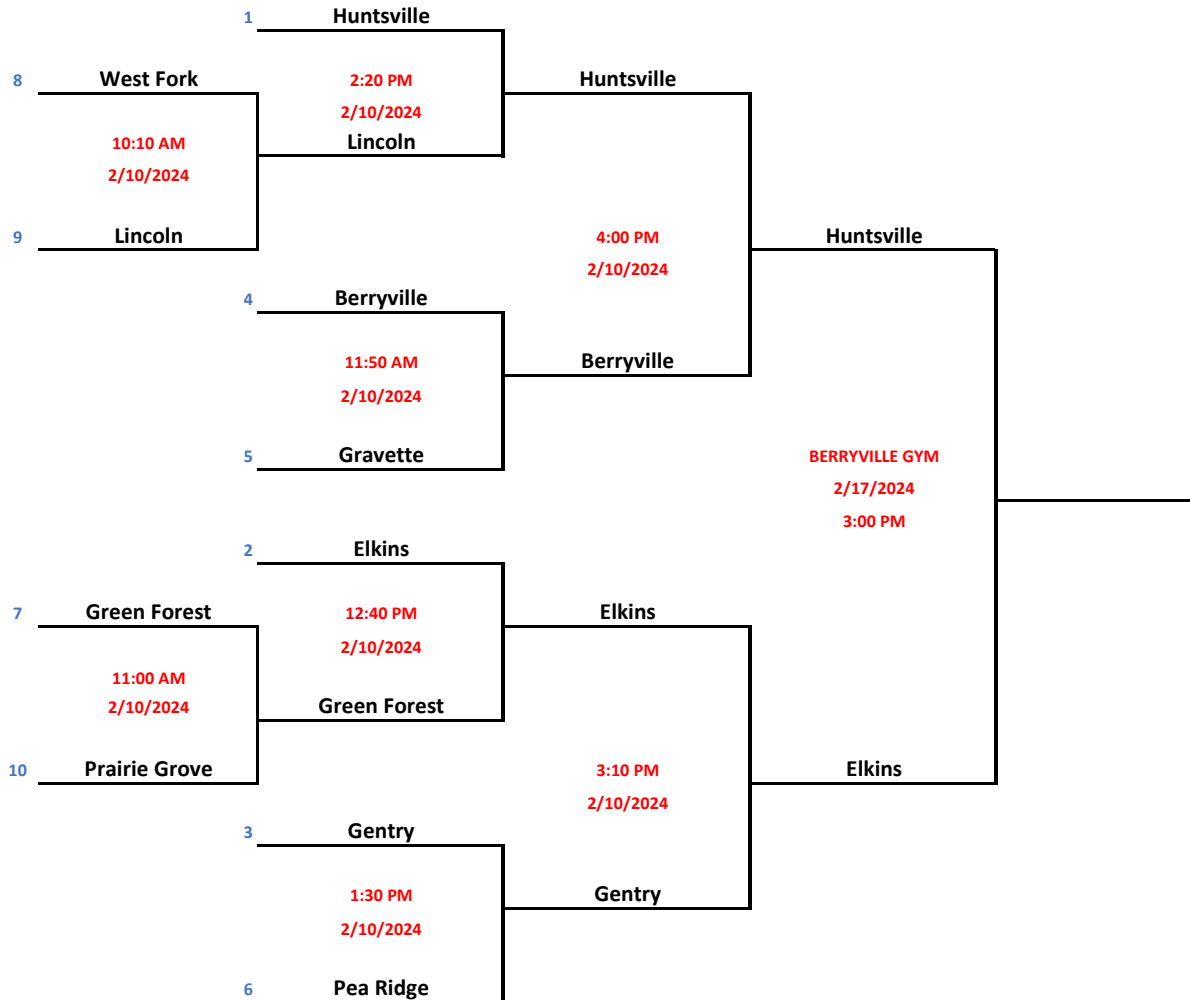 1 Huntsville
8 West Fork 2:20 PM Huntsville
2/10/2024
10:10 AM Lincoln
2/10/2024
9 Lincoln 4:00 PM Huntsville
2/10/2024
4 Berryville
11:50 AM Berryville
2/10/2024
5 Gravette BERRYVILLE GYM
2/17/2024
3:00 PM
2 Elkins
7 Green Forest 12:40 PM Elkins
2/10/2024
11:00 AM
2/10/2024 Green Forest
10 Prairie Grove 3:10 PM Elkins
2/10/2024
3 Gentry
1:30 PM Gentry
2/10/2024
6 Pea Ridge